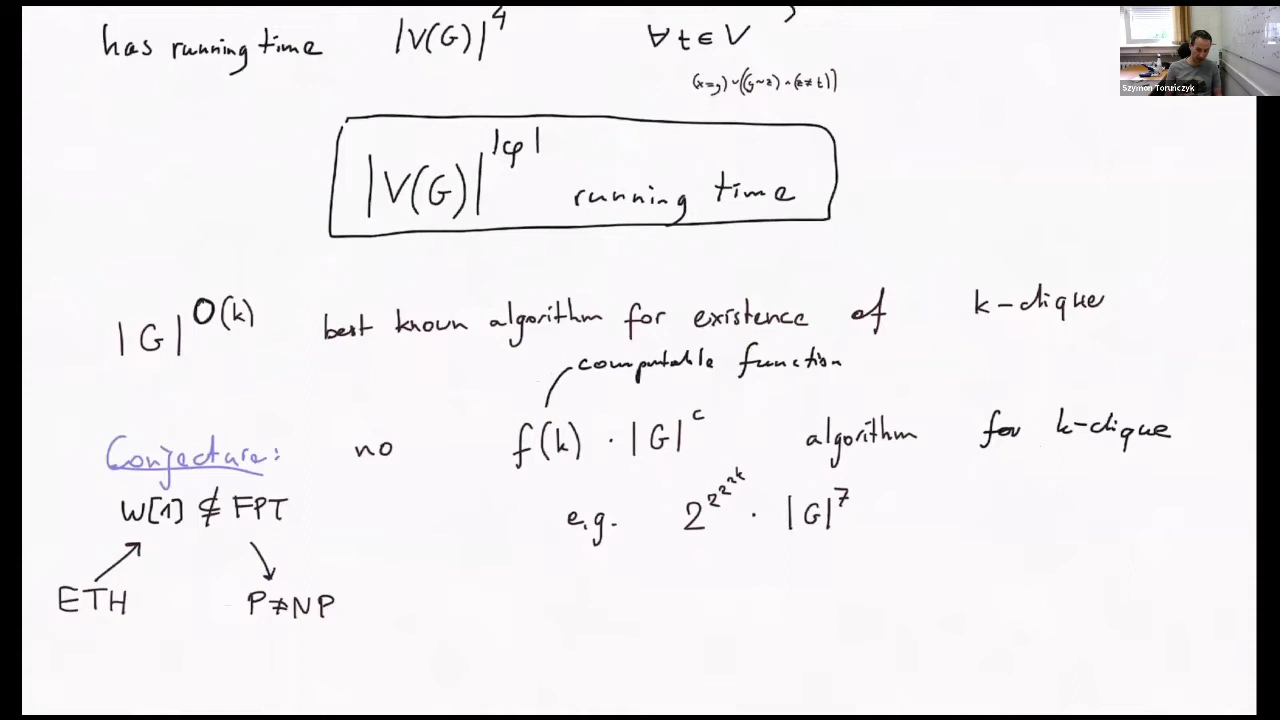 has running time |V(G)|^4 ∀ t ∈ V
(x=y) ∨ ((y~z) ∧ (z≠t))
|V(G)|^|φ| running time
|G|^O(k) best known algorithm for existence of k-clique
computable function
Conjecture: no f(k) · |G|^c algorithm for k-clique
W[1] ⊄ FPT
e.g. 2^2^2^2k · |G|^7
ETH P≠NP
Szymon Toruńczyk